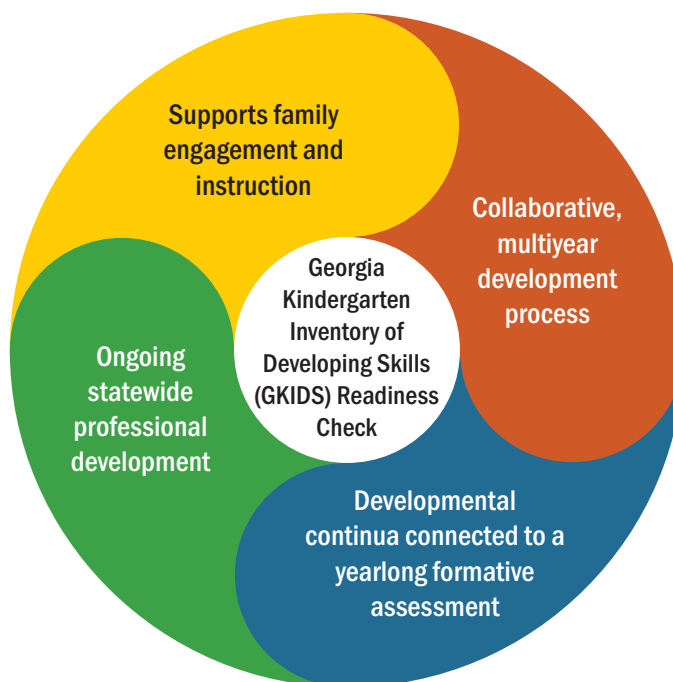 Supports family
engagement and
instruction
Collaborative,
multiyear
development
process
Georgia
Kindergarten
Inventory of
Developing Skills
(GKIDS) Readiness
Check
Ongoing
statewide
professional
development
Developmental
continua connected to a
yearlong formative
assessment